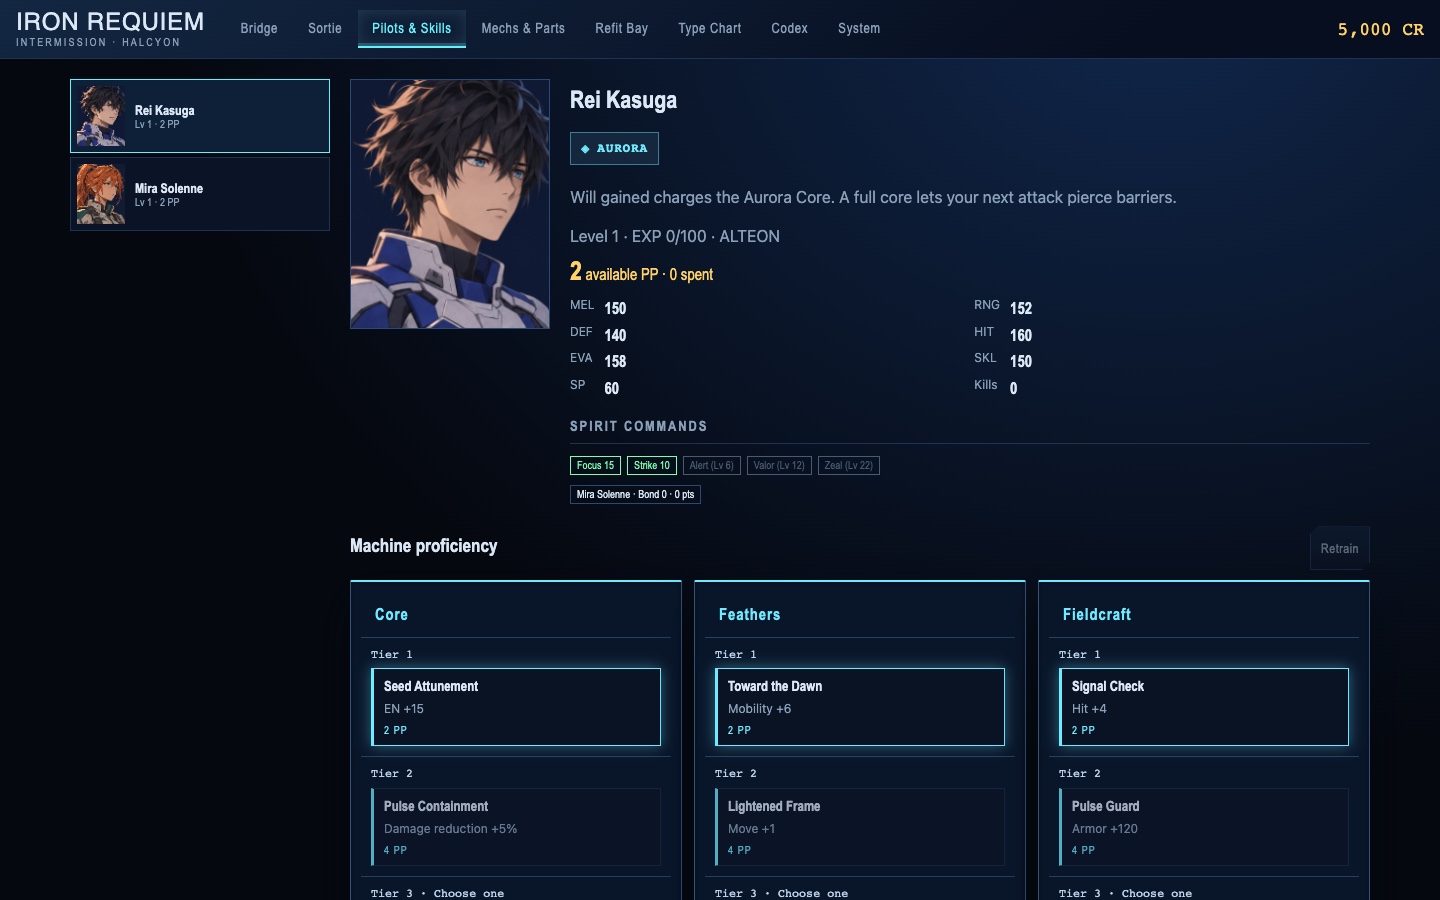 IRON REQUIEM
INTERMISSION · HALCYON
Bridge
Sortie
Pilots & Skills
Mechs & Parts
Refit Bay
Type Chart
Codex
System
5,000 CR
Rei Kasuga
Lv 1 · 2 PP
Mira Solenne
Lv 1 · 2 PP
Rei Kasuga
◆ AURORA
Will gained charges the Aurora Core. A full core lets your next attack pierce barriers.
Level 1 · EXP 0/100 · ALTEON
2 available PP · 0 spent
MEL 150
RNG 152
DEF 140
HIT 160
EVA 158
SKL 150
SP 60
Kills 0
SPIRIT COMMANDS
Focus 15
Strike 10
Alert (Lv 6)
Valor (Lv 12)
Zeal (Lv 22)
Mira Solenne · Bond 0 · 0 pts
Machine proficiency
Retrain
Core
Tier 1
Seed Attunement
EN +15
2 PP
Tier 2
Pulse Containment
Damage reduction +5%
4 PP
Tier 3 · Choose one
Feathers
Tier 1
Toward the Dawn
Mobility +6
2 PP
Tier 2
Lightened Frame
Move +1
4 PP
Tier 3 · Choose one
Fieldcraft
Tier 1
Signal Check
Hit +4
2 PP
Tier 2
Pulse Guard
Armor +120
4 PP
Tier 3 · Choose one